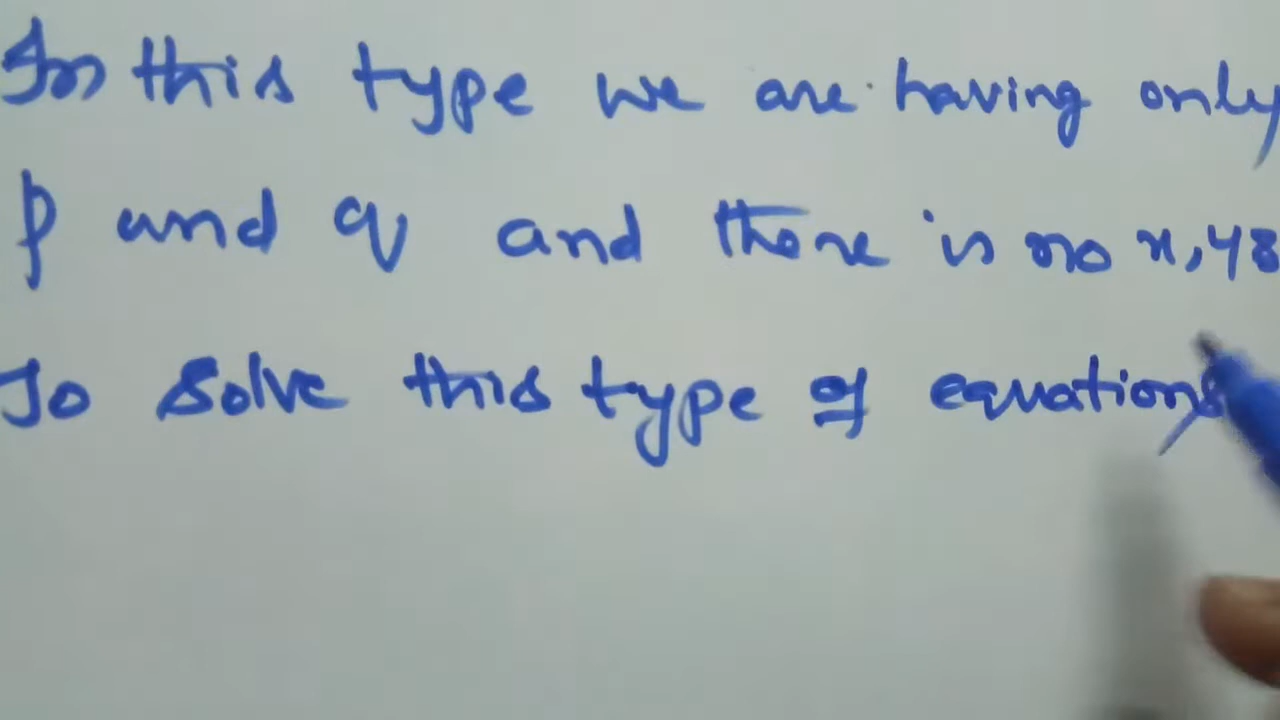 In this type we are having only
p and q and there is no x, y z
To solve this type of equations